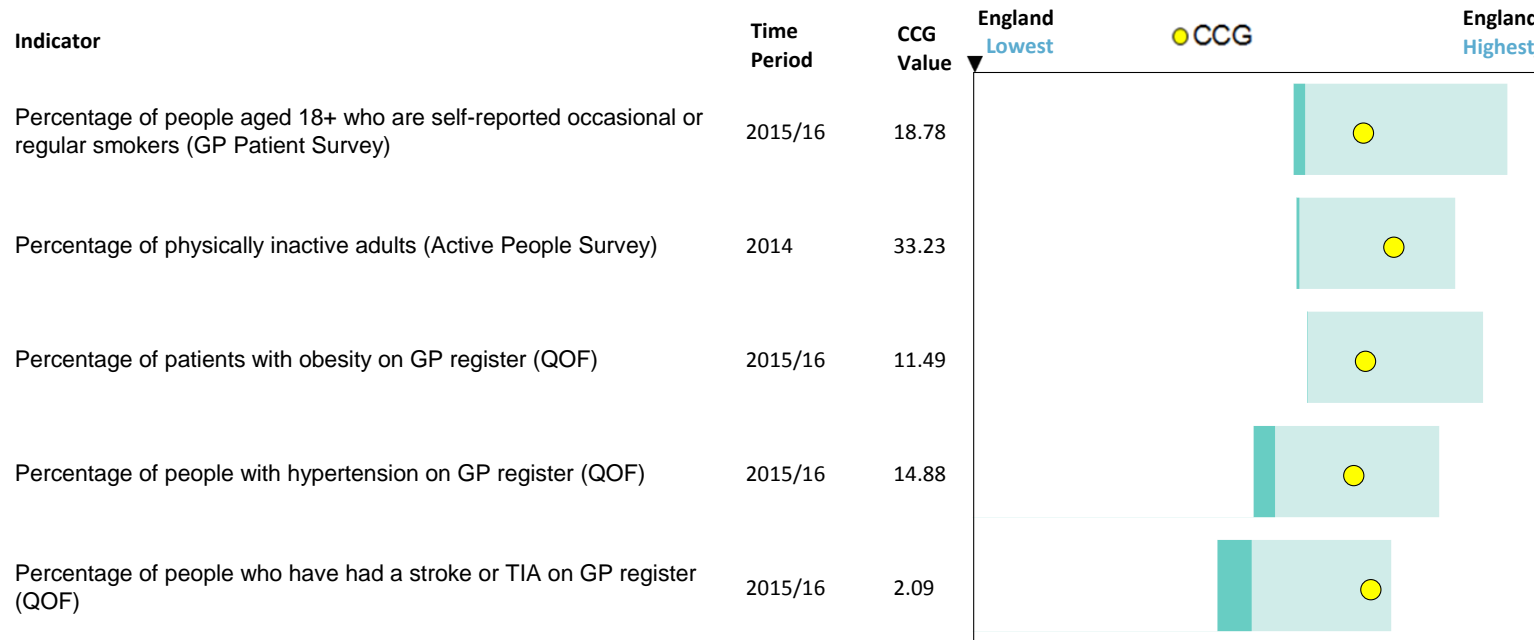 Indicator
Time Period
CCG Value
England Lowest
CCG
England Highest
Percentage of people aged 18+ who are self-reported occasional or
regular smokers (GP Patient Survey)
2015/16
18.78
Percentage of physically inactive adults (Active People Survey)
2014
33.23
Percentage of patients with obesity on GP register (QOF)
2015/16
11.49
Percentage of people with hypertension on GP register (QOF)
2015/16
14.88
Percentage of people who have had a stroke or TIA on GP register
(QOF)
2015/16
2.09